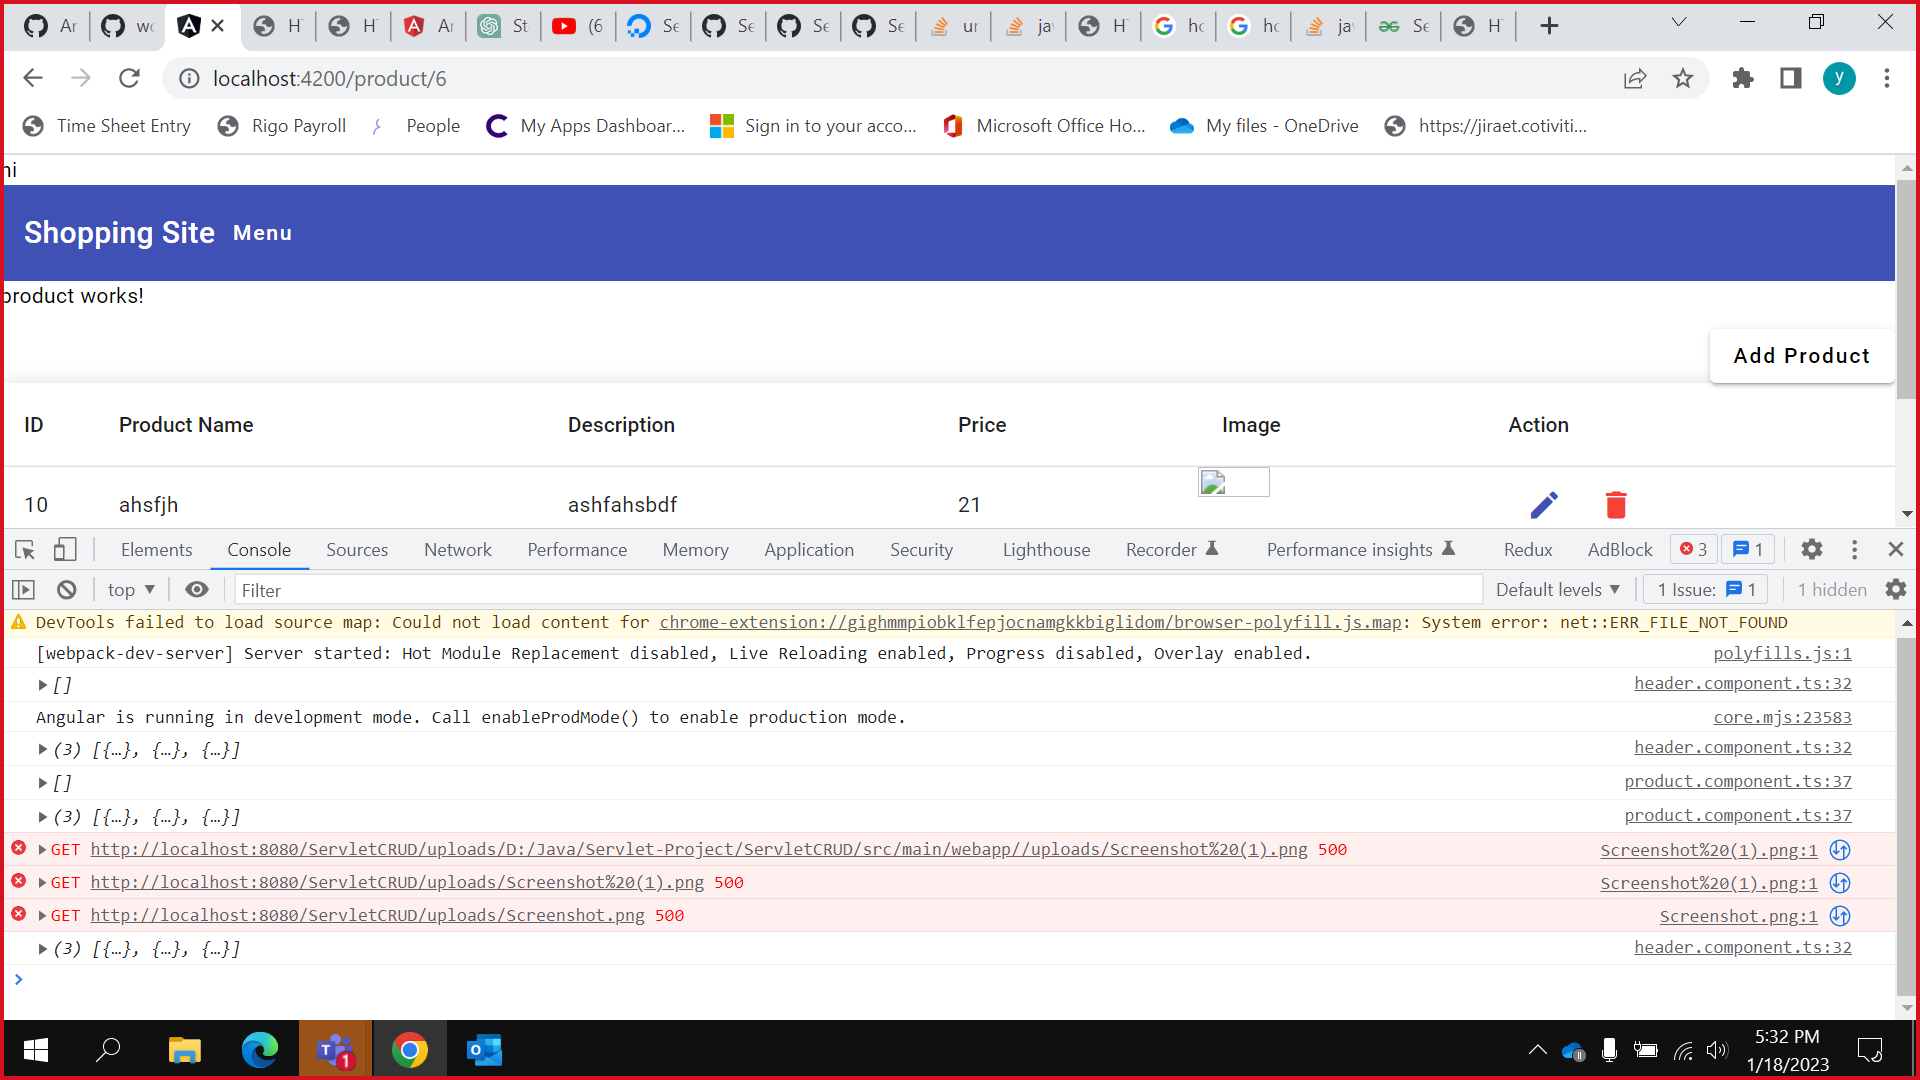 Ar
wo
H
H
Ar
St
(6
Se
Se
Se
Se
ur
ja
H
hc
hc
ja
Se
H
localhost:4200/product/6
y
Time Sheet Entry
Rigo Payroll
People
My Apps Dashboar...
Sign in to your acco...
Microsoft Office Ho...
My files - OneDrive
https://jiraet.cotiviti...
hi
Shopping Site Menu
product works!
Add Product
ID Product Name Description Price Image Action
10 ahsfjh ashfahsbdf 21
Elements Console Sources Network Performance Memory Application Security Lighthouse Recorder Performance insights Redux AdBlock 3 1
top Filter Default levels 1 Issue: 1 1 hidden
DevTools failed to load source map: Could not load content for chrome-extension://gighmmpiobklfepjocnamgkkbiglidom/browser-polyfill.js.map: System error: net::ERR_FILE_NOT_FOUND
[webpack-dev-server] Server started: Hot Module Replacement disabled, Live Reloading enabled, Progress disabled, Overlay enabled. polyfills.js:1
[] header.component.ts:32
Angular is running in development mode. Call enableProdMode() to enable production mode. core.mjs:23583
(3) [{…}, {…}, {…}] header.component.ts:32
[] product.component.ts:37
(3) [{…}, {…}, {…}] product.component.ts:37
GET http://localhost:8080/ServletCRUD/uploads/D:/Java/Servlet-Project/ServletCRUD/src/main/webapp//uploads/Screenshot%20(1).png 500 Screenshot%20(1).png:1
GET http://localhost:8080/ServletCRUD/uploads/Screenshot%20(1).png 500 Screenshot%20(1).png:1
GET http://localhost:8080/ServletCRUD/uploads/Screenshot.png 500 Screenshot.png:1
(3) [{…}, {…}, {…}] header.component.ts:32
>
T 1
5:32 PM
1/18/2023